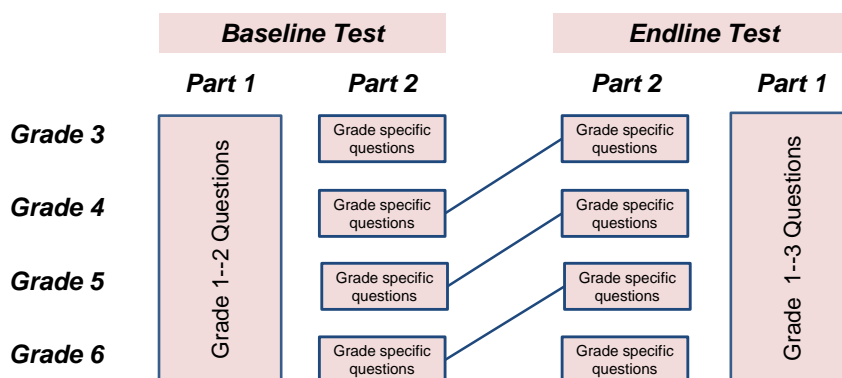 Baseline Test
Endline Test
Part 1
Part 2
Part 2
Part 1
Grade 3
Grade specific
questions
Grade specific
questions
Grade 4
Grade specific
questions
Grade specific
questions
Grade 5
Grade specific
questions
Grade specific
questions
Grade 6
Grade specific
questions
Grade specific
questions
Grade 1--2 Questions
Grade 1--3 Questions